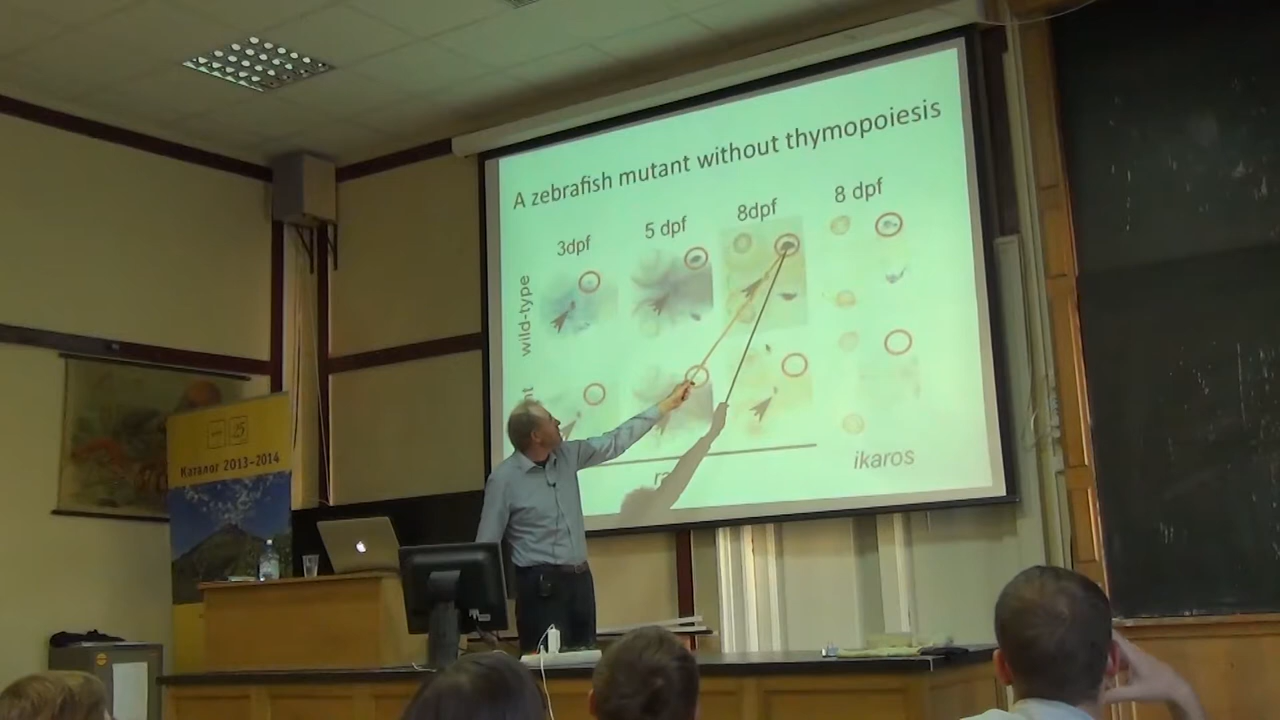 A zebrafish mutant without thymopoiesis
3dpf
5 dpf
8dpf
8 dpf
wild-type
ikaros
Каталог 2013-2014